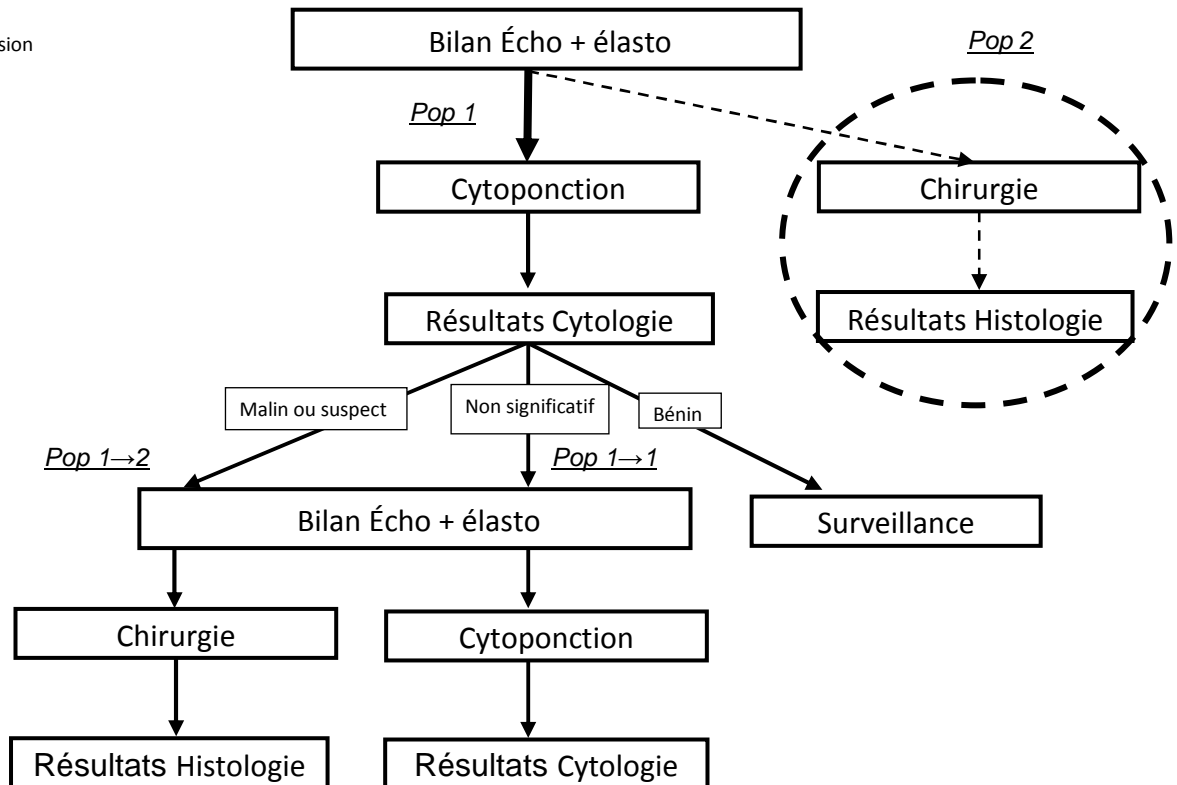 Bilan Écho + élasto
Pop 2
Pop 1
Cytoponction
Chirurgie
Résultats Cytologie
Résultats Histologie
Malin ou suspect
Non significatif
Bénin
Pop 1→2
Pop 1→1
Bilan Écho + élasto
Surveillance
Chirurgie
Cytoponction
Résultats Histologie
Résultats Cytologie